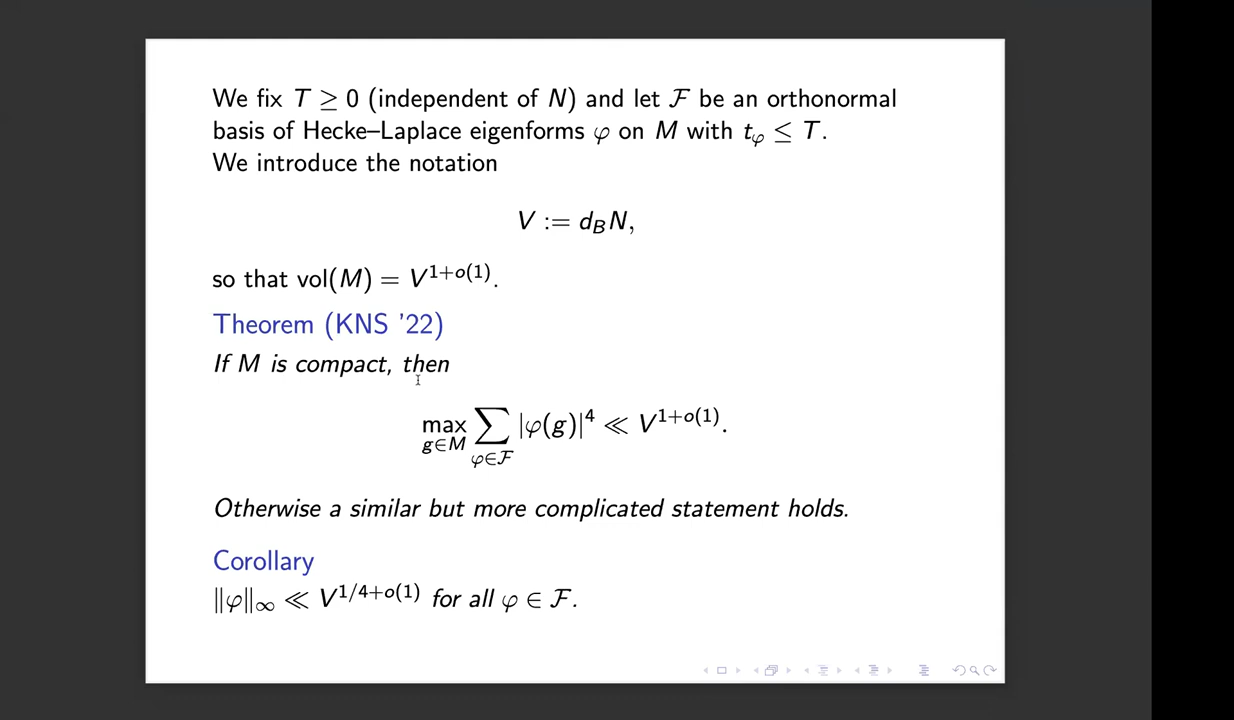 We fix T ≥ 0 (independent of N) and let ℱ be an orthonormal
basis of Hecke–Laplace eigenforms φ on M with t_φ ≤ T.
We introduce the notation
V := d_B N,
so that vol(M) = V^{1+o(1)}.
Theorem (KNS '22)
If M is compact, then
max_{g∈M} ∑_{φ∈ℱ} |φ(g)|^4 ≪ V^{1+o(1)}.
Otherwise a similar but more complicated statement holds.
Corollary
‖φ‖_∞ ≪ V^{1/4+o(1)} for all φ ∈ ℱ.